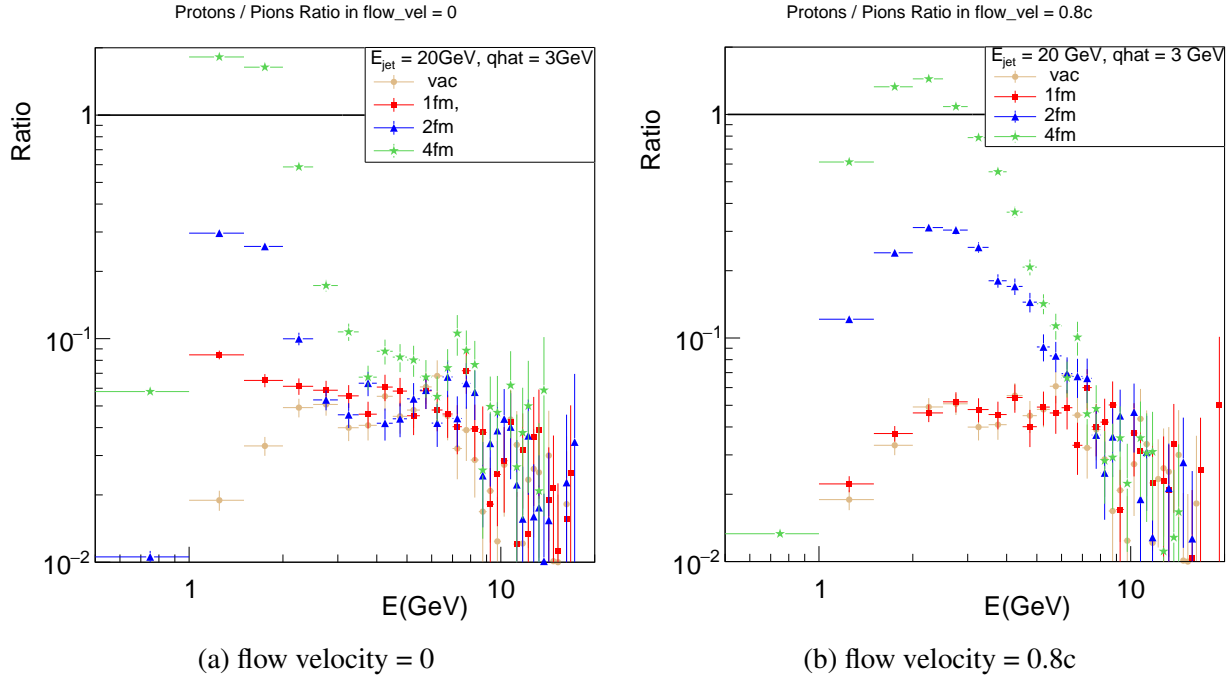 Protons / Pions Ratio in flow_vel = 0
E_jet = 20GeV, qhat = 3GeV
vac
1fm,
2fm
4fm
Ratio
1
10⁻¹
10⁻²
1
10
E(GeV)
(a) flow velocity = 0
Protons / Pions Ratio in flow_vel = 0.8c
E_jet = 20 GeV, qhat = 3 GeV
vac
1fm
2fm
4fm
Ratio
1
10⁻¹
10⁻²
1
10
E(GeV)
(b) flow velocity = 0.8c